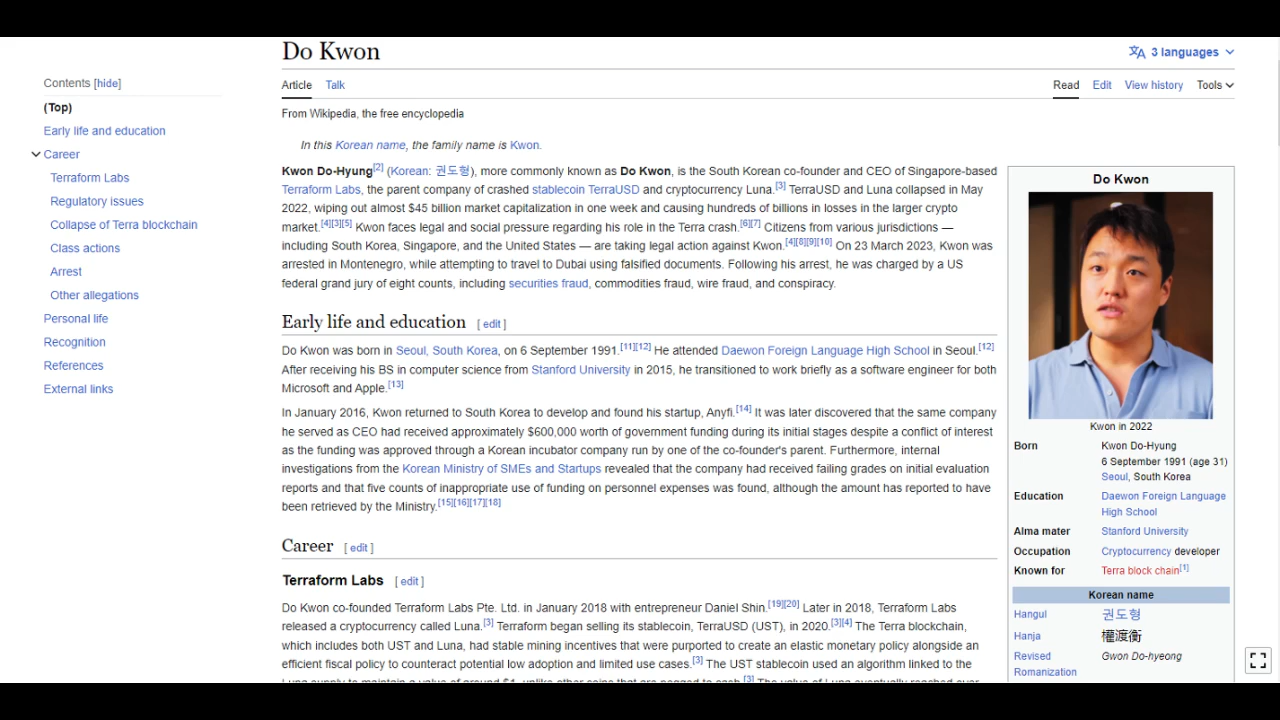 Do Kwon
3 languages
Contents [hide]
(Top)
Early life and education
Career
Terraform Labs
Regulatory issues
Collapse of Terra blockchain
Class actions
Arrest
Other allegations
Personal life
Recognition
References
External links
Article Talk
Read Edit View history Tools
From Wikipedia, the free encyclopedia
In this Korean name, the family name is Kwon.
Kwon Do-Hyung[2] (Korean: 권도형), more commonly known as Do Kwon, is the South Korean co-founder and CEO of Singapore-based
Terraform Labs, the parent company of crashed stablecoin TerraUSD and cryptocurrency Luna.[3] TerraUSD and Luna collapsed in May
2022, wiping out almost $45 billion market capitalization in one week and causing hundreds of billions in losses in the larger crypto
market.[4][3][5] Kwon faces legal and social pressure regarding his role in the Terra crash.[6][7] Citizens from various jurisdictions —
including South Korea, Singapore, and the United States — are taking legal action against Kwon.[4][8][9][10] On 23 March 2023, Kwon was
arrested in Montenegro, while attempting to travel to Dubai using falsified documents. Following his arrest, he was charged by a US
federal grand jury of eight counts, including securities fraud, commodities fraud, wire fraud, and conspiracy.
Early life and education [ edit ]
Do Kwon was born in Seoul, South Korea, on 6 September 1991.[11][12] He attended Daewon Foreign Language High School in Seoul.[12]
After receiving his BS in computer science from Stanford University in 2015, he transitioned to work briefly as a software engineer for both
Microsoft and Apple.[13]
In January 2016, Kwon returned to South Korea to develop and found his startup, Anyfi.[14] It was later discovered that the same company
he served as CEO had received approximately $600,000 worth of government funding during its initial stages despite a conflict of interest
as the funding was approved through a Korean incubator company run by one of the co-founder's parent. Furthermore, internal
investigations from the Korean Ministry of SMEs and Startups revealed that the company had received failing grades on initial evaluation
reports and that five counts of inappropriate use of funding on personnel expenses was found, although the amount has reported to have
been retrieved by the Ministry.[15][16][17][18]
Career [ edit ]
Terraform Labs [ edit ]
Do Kwon co-founded Terraform Labs Pte. Ltd. in January 2018 with entrepreneur Daniel Shin.[19][20] Later in 2018, Terraform Labs
released a cryptocurrency called Luna.[3] Terraform began selling its stablecoin, TerraUSD (UST), in 2020.[3][4] The Terra blockchain,
which includes both UST and Luna, had stable mining incentives that were purported to create an elastic monetary policy alongside an
efficient fiscal policy to counteract potential low adoption and limited use cases.[3] The UST stablecoin used an algorithm linked to the
Luna supply to maintain a value of around $1, unlike other coins that are pegged to cash.[3] The value of Luna eventually reached over
Do Kwon
Kwon in 2022
Born Kwon Do-Hyung
6 September 1991 (age 31)
Seoul, South Korea
Education Daewon Foreign Language
High School
Alma mater Stanford University
Occupation Cryptocurrency developer
Known for Terra block chain[1]
Korean name
Hangul 권도형
Hanja 權渡衡
Revised Gwon Do-hyeong
Romanization